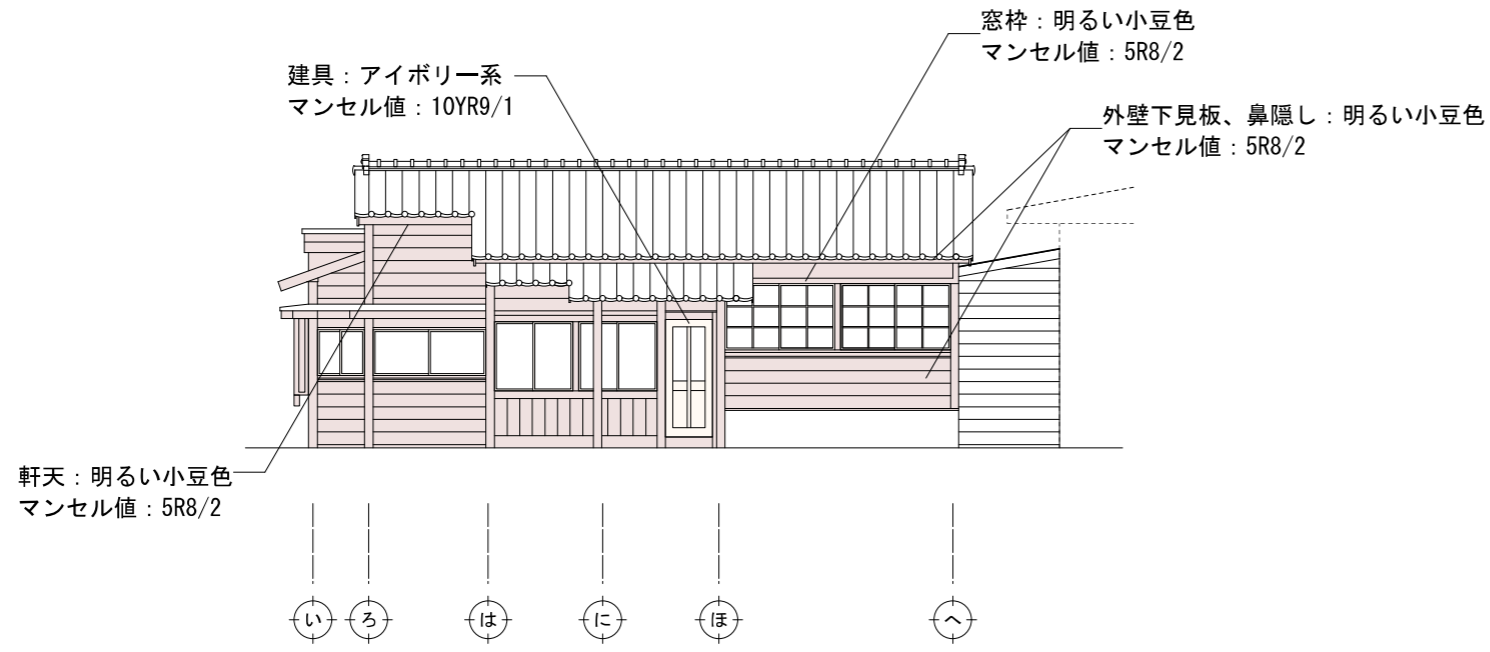 窓枠：明るい小豆色
マンセル値：5R8/2
建具：アイボリー系
マンセル値：10YR9/1
外壁下見板、鼻隠し：明るい小豆色
マンセル値：5R8/2
軒天：明るい小豆色
マンセル値：5R8/2
い ろ は に ほ へ